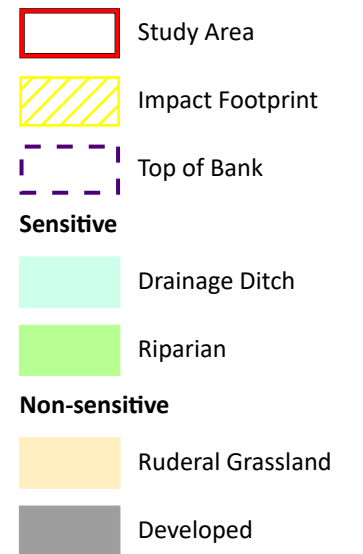 Study Area
Impact Footprint
Top of Bank
Sensitive
Drainage Ditch
Riparian
Non-sensitive
Ruderal Grassland
Developed